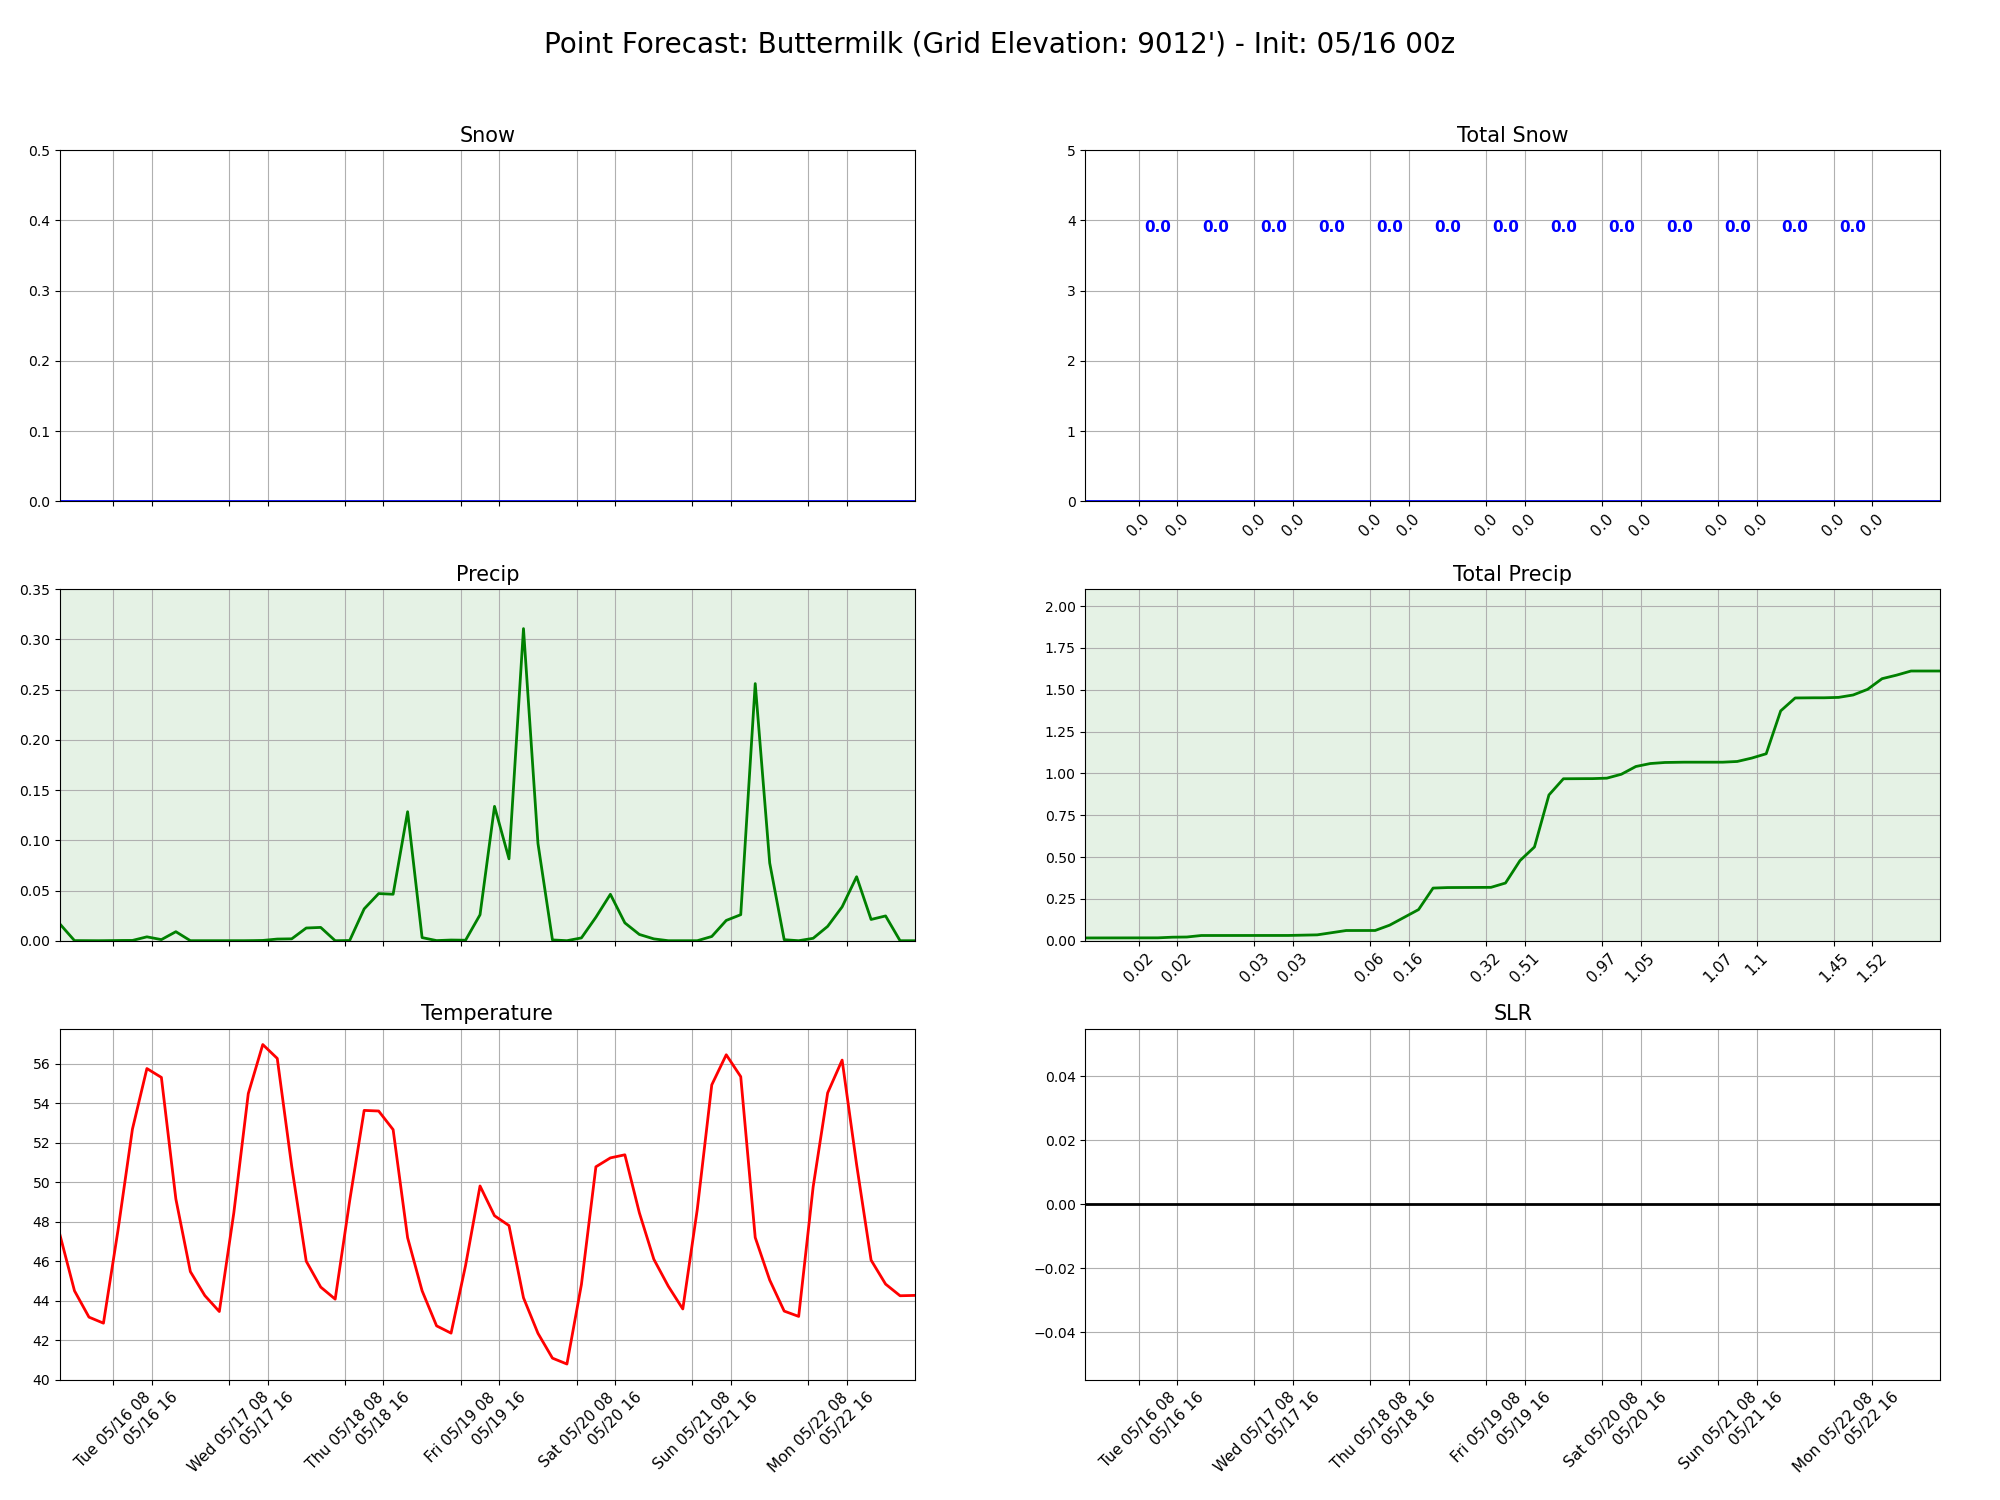 Point Forecast: Buttermilk (Grid Elevation: 9012') - Init: 05/16 00z
Snow
0.5
0.4
0.3
0.2
0.1
0.0
Total Snow
5
4
3
2
1
0
0.0 0.0 0.0 0.0 0.0 0.0 0.0 0.0 0.0 0.0 0.0 0.0 0.0
0.0 0.0 0.0 0.0 0.0 0.0 0.0 0.0 0.0 0.0 0.0 0.0 0.0 0.0
Precip
0.35
0.30
0.25
0.20
0.15
0.10
0.05
0.00
Total Precip
2.00
1.75
1.50
1.25
1.00
0.75
0.50
0.25
0.00
0.02 0.02 0.03 0.03 0.06 0.16 0.32 0.51 0.97 1.05 1.07 1.1 1.45 1.52
Temperature
56
54
52
50
48
46
44
42
40
Tue 05/16 08
05/16 16
Wed 05/17 08
05/17 16
Thu 05/18 08
05/18 16
Fri 05/19 08
05/19 16
Sat 05/20 08
05/20 16
Sun 05/21 08
05/21 16
Mon 05/22 08
05/22 16
SLR
0.04
0.02
0.00
−0.02
−0.04
Tue 05/16 08
05/16 16
Wed 05/17 08
05/17 16
Thu 05/18 08
05/18 16
Fri 05/19 08
05/19 16
Sat 05/20 08
05/20 16
Sun 05/21 08
05/21 16
Mon 05/22 08
05/22 16